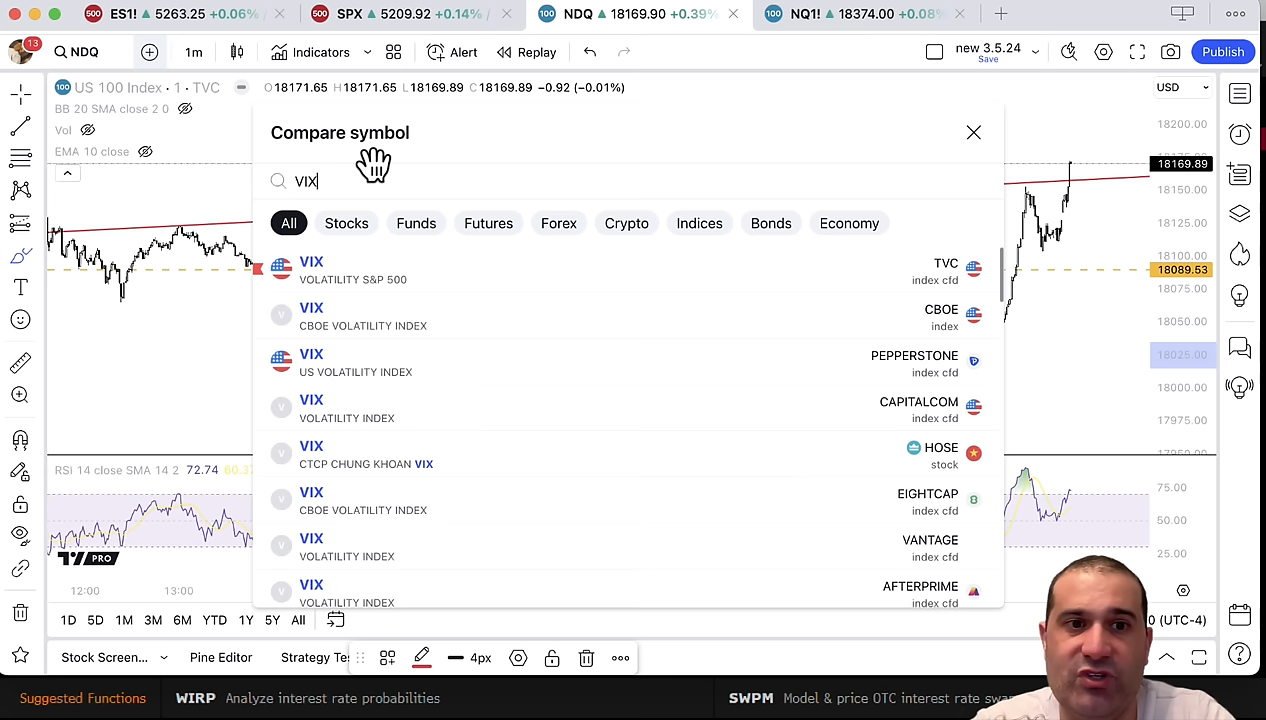 500 ES1! 5263.25 +0.06% /
500 SPX 5209.92 +0.14% /
100 NDQ 18169.90 +0.39% /
100 NQ1! 18374.00 +0.08%
13
NDQ
1m
Indicators
Alert
Replay
new 3.5.24
Save
Publish
100 US 100 Index · 1 · TVC
O18171.65 H18171.65 L18169.89 C18169.89 −0.92 (−0.01%)
USD
BB 20 SMA close 2 0
Vol
EMA 10 close
Compare symbol
VIX
All
Stocks
Funds
Futures
Forex
Crypto
Indices
Bonds
Economy
VIX
VOLATILITY S&P 500
TVC
index cfd
VIX
CBOE VOLATILITY INDEX
CBOE
index
VIX
US VOLATILITY INDEX
PEPPERSTONE
index cfd
VIX
VOLATILITY INDEX
CAPITALCOM
index cfd
VIX
CTCP CHUNG KHOAN VIX
HOSE
stock
VIX
CBOE VOLATILITY INDEX
EIGHTCAP
index cfd
VIX
VOLATILITY INDEX
VANTAGE
index cfd
VIX
VOLATILITY INDEX
AFTERPRIME
index cfd
18200.00
18169.89
18150.00
18125.00
18100.00
18089.53
18075.00
18050.00
18025.00
18000.00
17975.00
17950.00
RSI 14 close SMA 14 2 72.74
75.00
50.00
25.00
PRO
12:00
13:00
1D
5D
1M
3M
6M
YTD
1Y
5Y
All
(UTC-4)
Stock Screen...
Pine Editor
Strategy Te
4px
Suggested Functions
WIRP Analyze interest rate probabilities
SWPM Model & price OTC interest rate